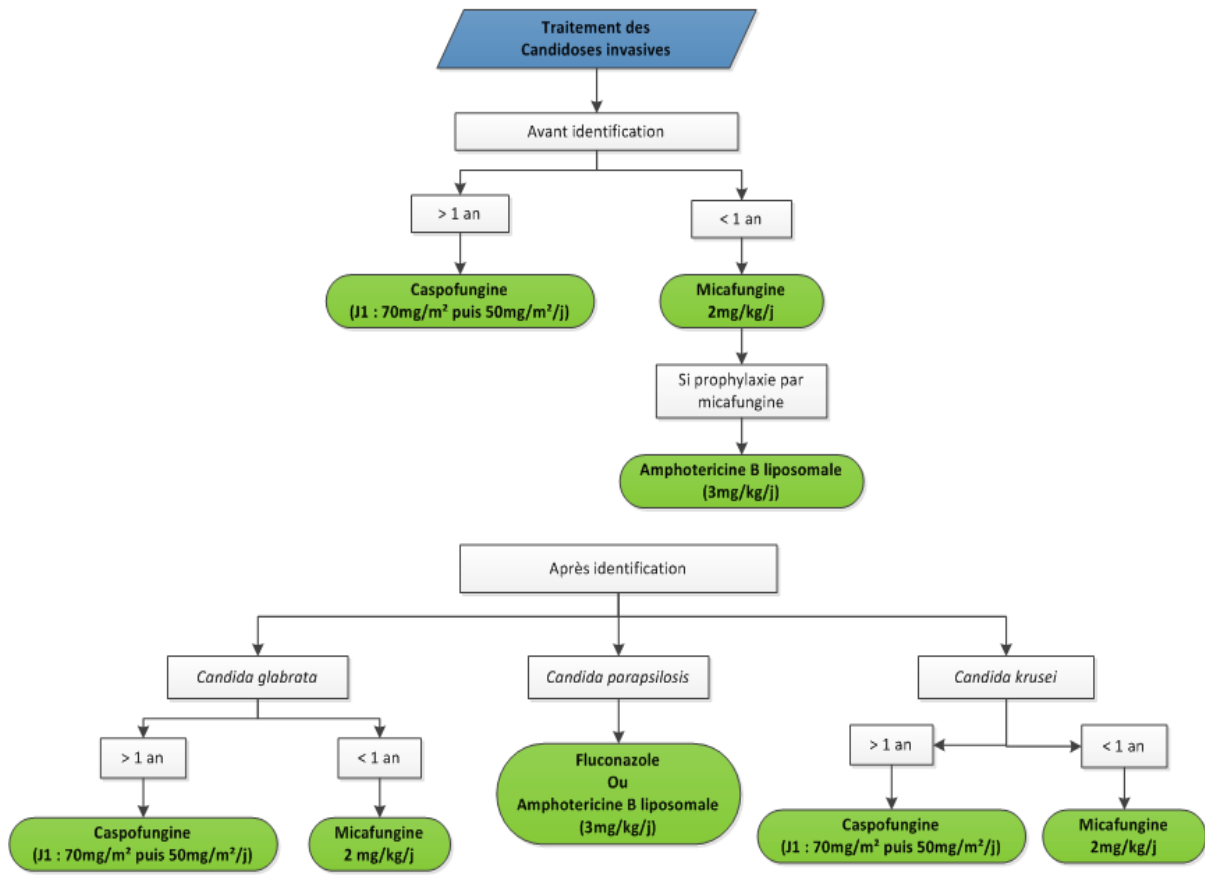 Traitement des
Candidoses invasives
Avant identification
> 1 an
< 1 an
Caspofungine
(J1 : 70mg/m² puis 50mg/m²/j)
Micafungine
2mg/kg/j
Si prophylaxie par
micafungine
Amphotericine B liposomale
(3mg/kg/j)
Après identification
Candida glabrata
Candida parapsilosis
Candida krusei
> 1 an
< 1 an
Fluconazole
Ou
Amphotericine B liposomale
(3mg/kg/j)
> 1 an
< 1 an
Caspofungine
(J1 : 70mg/m² puis 50mg/m²/j)
Micafungine
2 mg/kg/j
Caspofungine
(J1 : 70mg/m² puis 50mg/m²/j)
Micafungine
2mg/kg/j